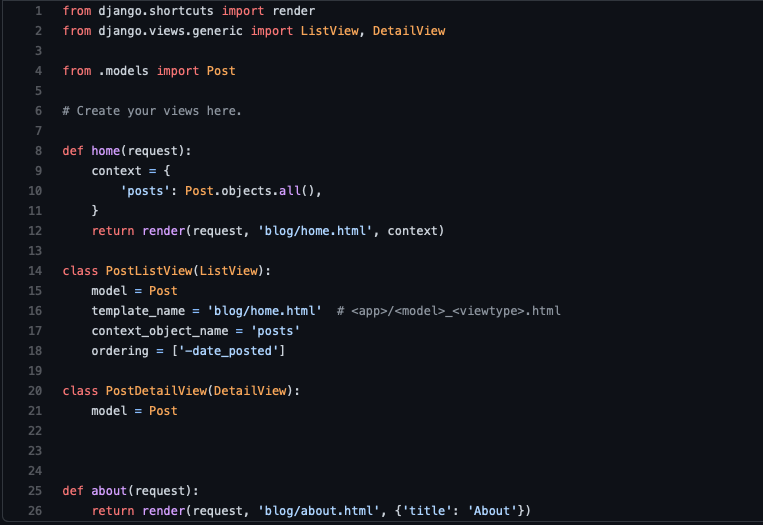 1 from django.shortcuts import render
2 from django.views.generic import ListView, DetailView
3
4 from .models import Post
5
6 # Create your views here.
7
8 def home(request):
9     context = {
10         'posts': Post.objects.all(),
11     }
12     return render(request, 'blog/home.html', context)
13
14 class PostListView(ListView):
15     model = Post
16     template_name = 'blog/home.html'  # <app>/<model>_<viewtype>.html
17     context_object_name = 'posts'
18     ordering = ['-date_posted']
19
20 class PostDetailView(DetailView):
21     model = Post
22
23
24
25 def about(request):
26     return render(request, 'blog/about.html', {'title': 'About'})